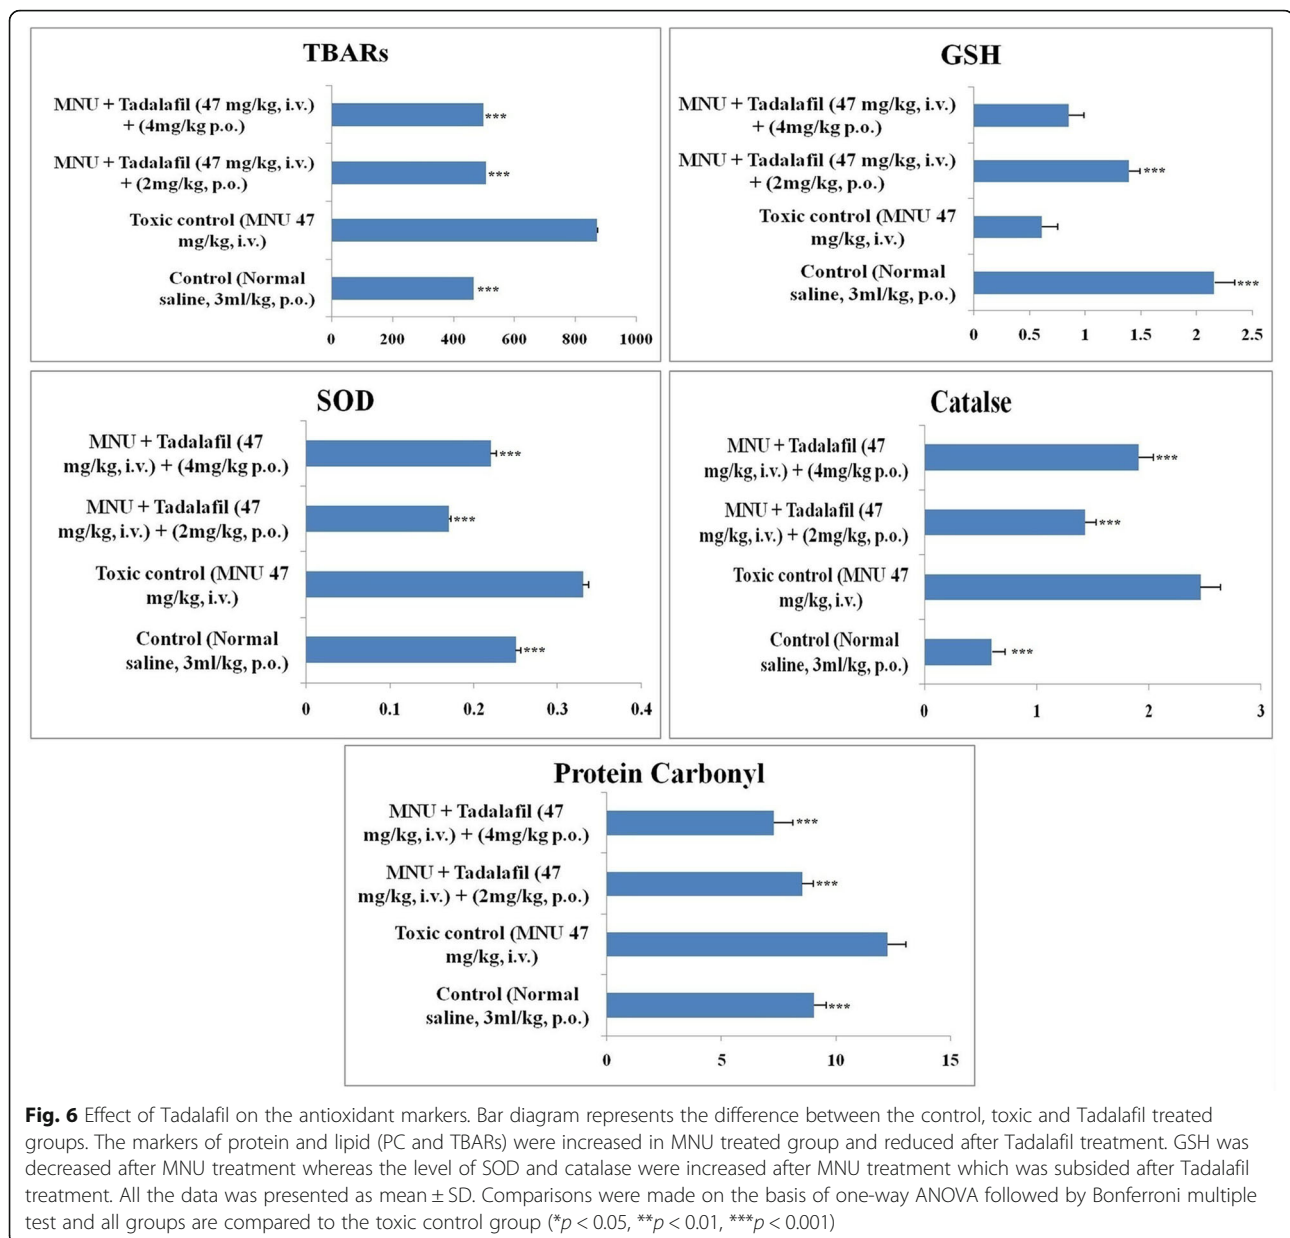 TBARs
MNU + Tadalafil (47 mg/kg, i.v.)
+ (4mg/kg p.o.)
***
MNU + Tadalafil (47 mg/kg, i.v.)
+ (2mg/kg, p.o.)
***
Toxic control (MNU 47
mg/kg, i.v.)
Control (Normal
saline, 3ml/kg, p.o.)
***
0 200 400 600 800 1000
GSH
MNU + Tadalafil (47 mg/kg, i.v.)
+ (4mg/kg p.o.)
MNU + Tadalafil (47 mg/kg, i.v.)
+ (2mg/kg, p.o.)
***
Toxic control (MNU 47
mg/kg, i.v.)
Control (Normal
saline, 3ml/kg, p.o.)
***
0 0.5 1 1.5 2 2.5
SOD
MNU + Tadalafil (47
mg/kg, i.v.) + (4mg/kg p.o.)
***
MNU + Tadalafil (47
mg/kg, i.v.) + (2mg/kg, p.o.)
***
Toxic control (MNU 47
mg/kg, i.v.)
Control (Normal
saline, 3ml/kg, p.o.)
***
0 0.1 0.2 0.3 0.4
Catalse
MNU + Tadalafil (47
mg/kg, i.v.) + (4mg/kg p.o.)
***
MNU + Tadalafil (47
mg/kg, i.v.) + (2mg/kg, p.o.)
***
Toxic control (MNU 47
mg/kg, i.v.)
Control (Normal
saline, 3ml/kg, p.o.)
***
0 1 2 3
Protein Carbonyl
MNU + Tadalafil (47
mg/kg, i.v.) + (4mg/kg p.o.)
***
MNU + Tadalafil (47
mg/kg, i.v.) + (2mg/kg, p.o.)
***
Toxic control (MNU 47
mg/kg, i.v.)
Control (Normal
saline, 3ml/kg, p.o.)
***
0 5 10 15
Fig. 6 Effect of Tadalafil on the antioxidant markers. Bar diagram represents the difference between the control, toxic and Tadalafil treated
groups. The markers of protein and lipid (PC and TBARs) were increased in MNU treated group and reduced after Tadalafil treatment. GSH was
decreased after MNU treatment whereas the level of SOD and catalase were increased after MNU treatment which was subsided after Tadalafil
treatment. All the data was presented as mean ± SD. Comparisons were made on the basis of one-way ANOVA followed by Bonferroni multiple
test and all groups are compared to the toxic control group (*p < 0.05, **p < 0.01, ***p < 0.001)